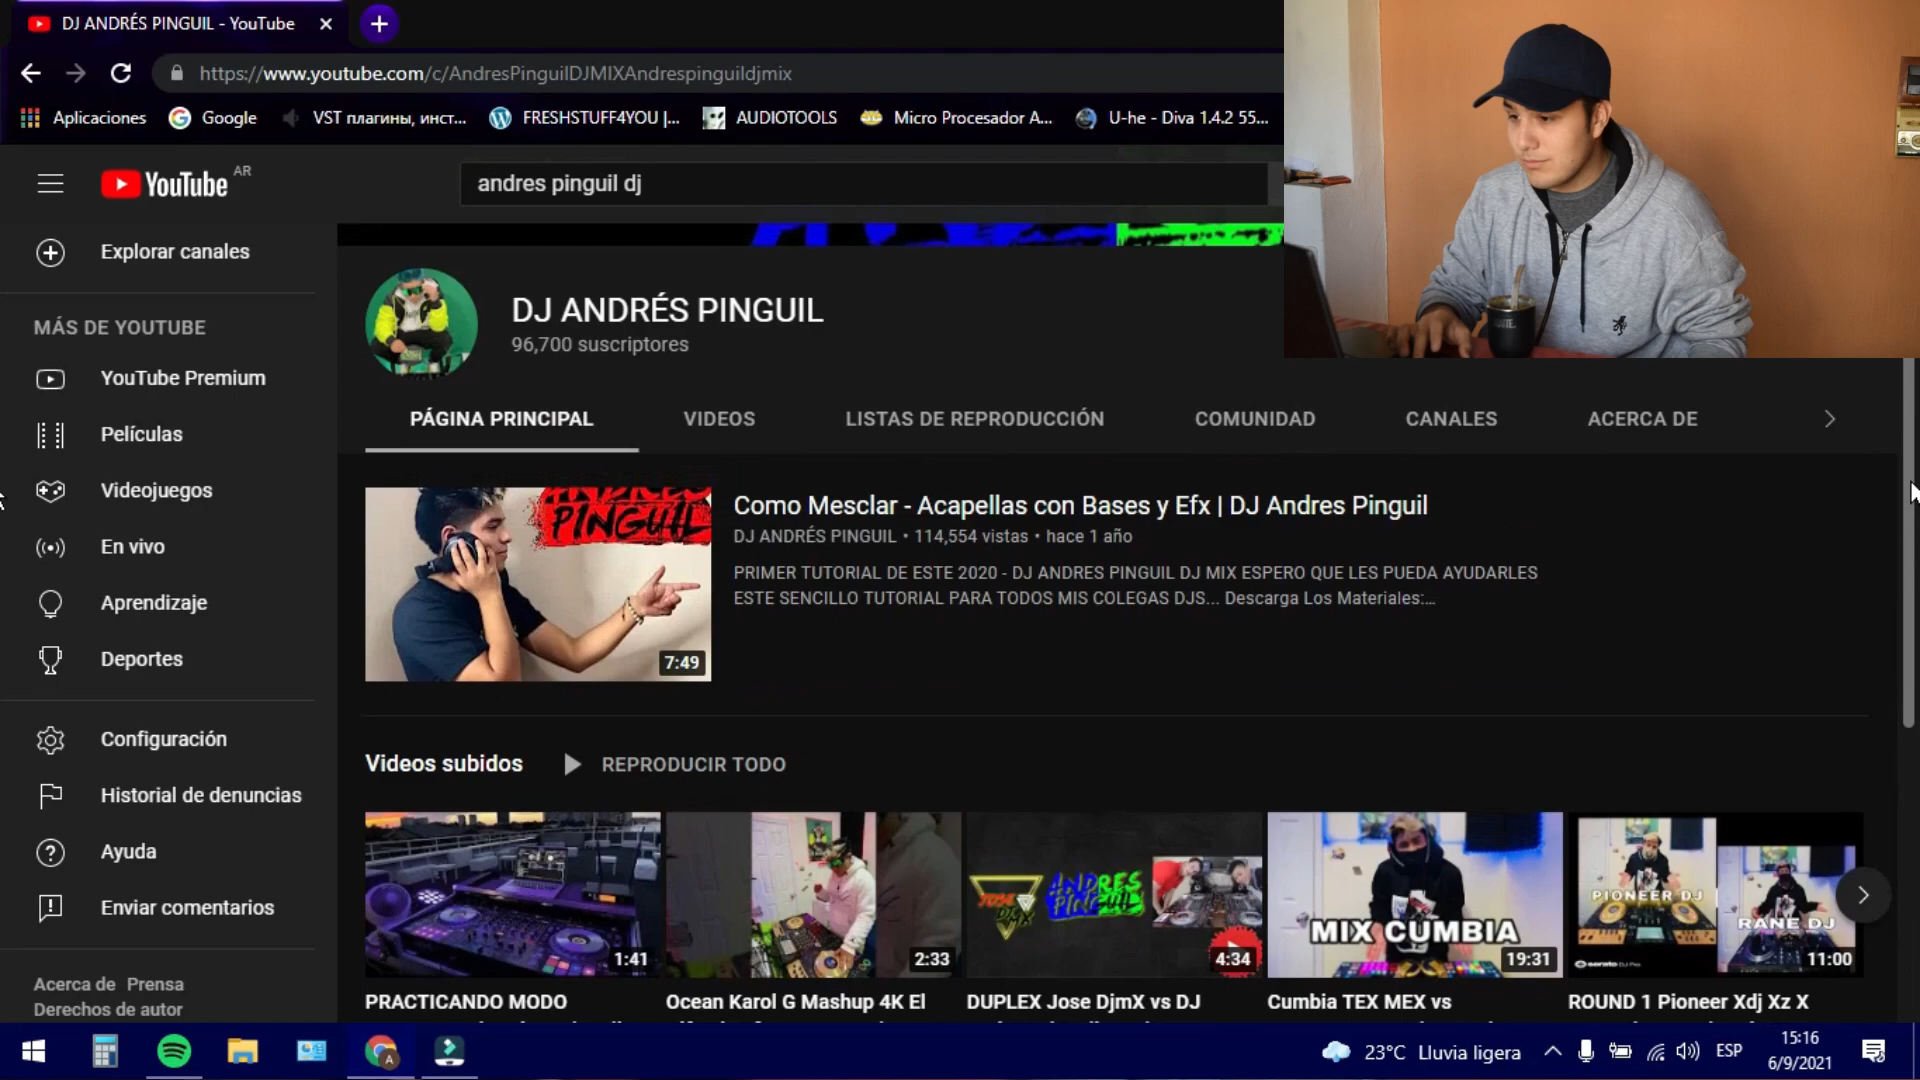 DJ ANDRÉS PINGUIL - YouTube
https://www.youtube.com/c/AndresPinguilDJMIXAndrespinguildjmix
Aplicaciones
Google
VST плагины, инст...
FRESHSTUFF4YOU |...
AUDIOTOOLS
Micro Procesador A...
U-he - Diva 1.4.2 55...
YouTube AR
andres pinguil dj
Explorar canales
MÁS DE YOUTUBE
YouTube Premium
Películas
Videojuegos
En vivo
Aprendizaje
Deportes
Configuración
Historial de denuncias
Ayuda
Enviar comentarios
Acerca de Prensa
Derechos de autor
DJ ANDRÉS PINGUIL
96,700 suscriptores
PÁGINA PRINCIPAL
VIDEOS
LISTAS DE REPRODUCCIÓN
COMUNIDAD
CANALES
ACERCA DE
ANDRES
PINGUIL
7:49
Como Mesclar - Acapellas con Bases y Efx | DJ Andres Pinguil
DJ ANDRÉS PINGUIL • 114,554 vistas • hace 1 año
PRIMER TUTORIAL DE ESTE 2020 - DJ ANDRES PINGUIL DJ MIX ESPERO QUE LES PUEDA AYUDARLES
ESTE SENCILLO TUTORIAL PARA TODOS MIS COLEGAS DJS... Descarga Los Materiales:...
Videos subidos
REPRODUCIR TODO
1:41
2:33
JOSE
DJMX
ANDRES
PINGUIL
4:34
MIX CUMBIA
19:31
PIONEER DJ
RANE DJ
serato DJ Pro
11:00
PRACTICANDO MODO
Ocean Karol G Mashup 4K El
DUPLEX Jose DjmX vs DJ
Cumbia TEX MEX vs
ROUND 1 Pioneer Xdj Xz X
A
23°C Lluvia ligera
ESP
15:16
6/9/2021